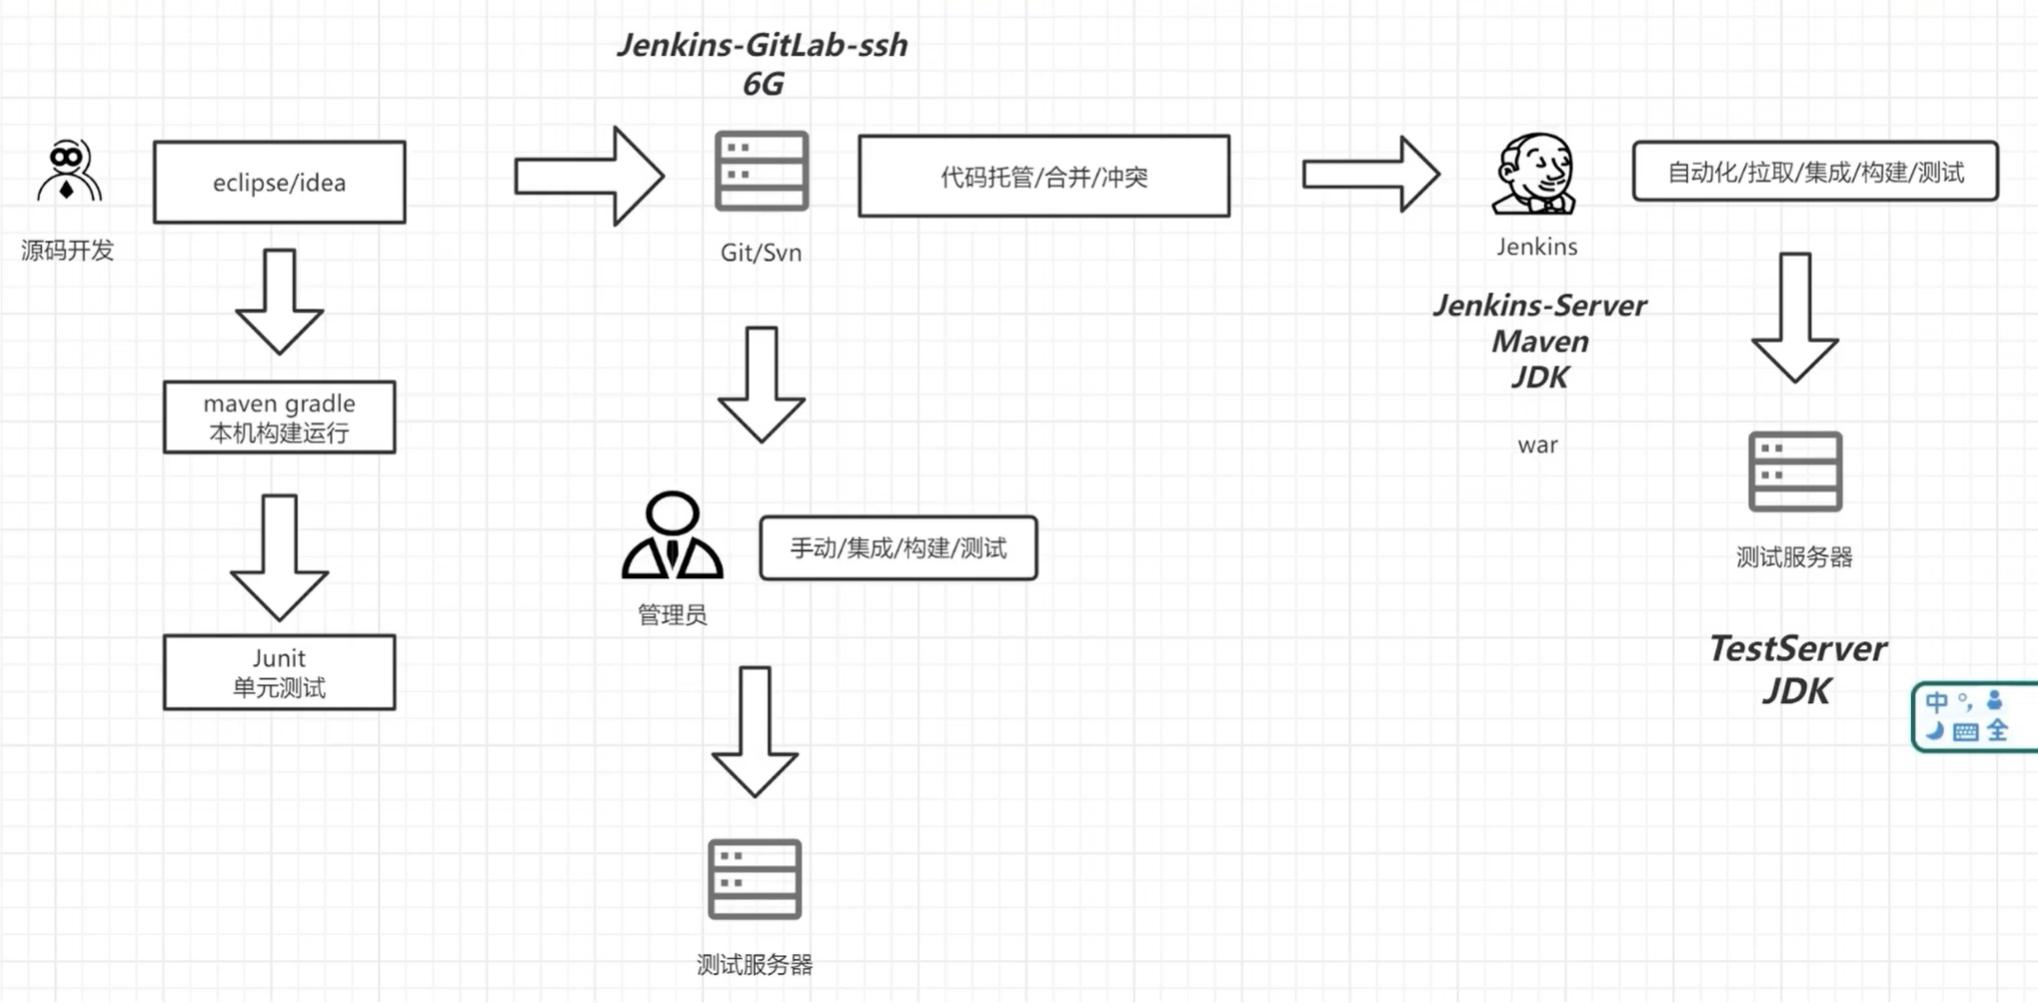 Jenkins-GitLab-ssh
6G
eclipse/idea
源码开发
代码托管/合并/冲突
Git/Svn
自动化/拉取/集成/构建/测试
Jenkins
Jenkins-Server
Maven
JDK
war
maven gradle
本机构建运行
Junit
单元测试
手动/集成/构建/测试
管理员
测试服务器
测试服务器
TestServer
JDK
中 °,
全